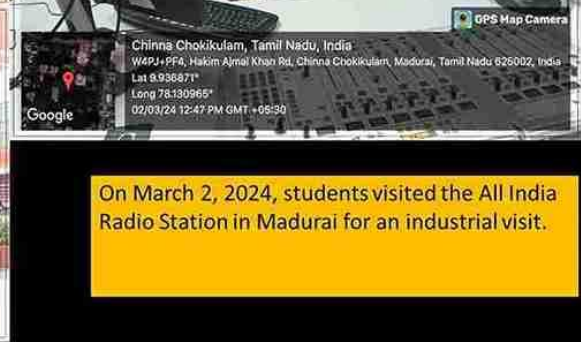 GPS Map Camera
Chinna Chokikulam, Tamil Nadu, India
W4PJ+PF4, Hakim Ajmal Khan Rd, Chinna Chokikulam, Madurai, Tamil Nadu 625002, India
Lat 9.936871°
Long 78.130965°
02/03/24 12:47 PM GMT +05:30
Google
On March 2, 2024, students visited the All India
Radio Station in Madurai for an industrial visit.